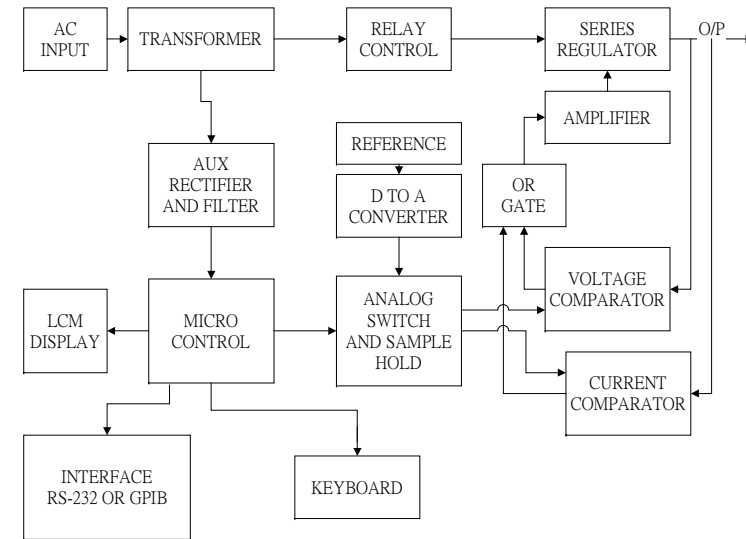 AC
INPUT
TRANSFORMER
RELAY
CONTROL
SERIES
REGULATOR
O/P
AMPLIFIER
REFERENCE
AUX
RECTIFIER
AND FILTER
D TO A
CONVERTER
OR
GATE
LCM
DISPLAY
MICRO
CONTROL
ANALOG
SWITCH
AND SAMPLE
HOLD
VOLTAGE
COMPARATOR
CURRENT
COMPARATOR
INTERFACE
RS-232 OR GPIB
KEYBOARD